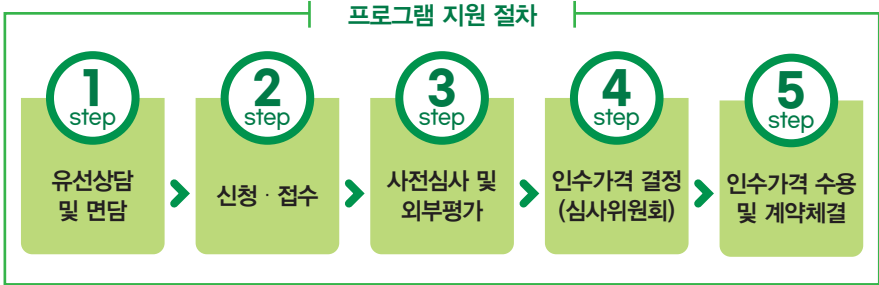 프로그램 지원 절차
1
step
유선상담
및 면담
2
step
신청 · 접수
3
step
사전심사 및
외부평가
4
step
인수가격 결정
(심사위원회)
5
step
인수가격 수용
및 계약체결